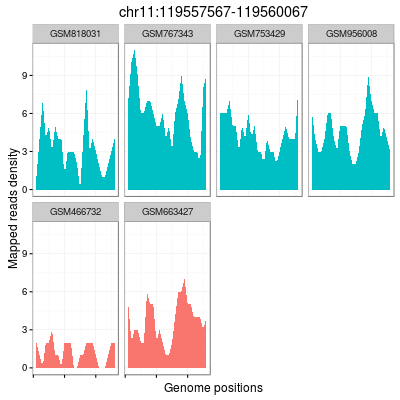 chr11:119557567-119560067
GSM818031 GSM767343 GSM753429 GSM956008
9
6
3
0
GSM466732 GSM663427
9
6
3
0
Mapped reads density
Genome positions